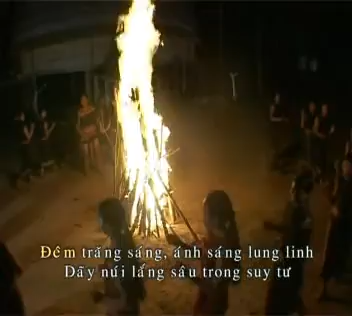 Đêm trăng sáng, ánh sáng lung linh
Dãy núi lắng sâu trong suy tư